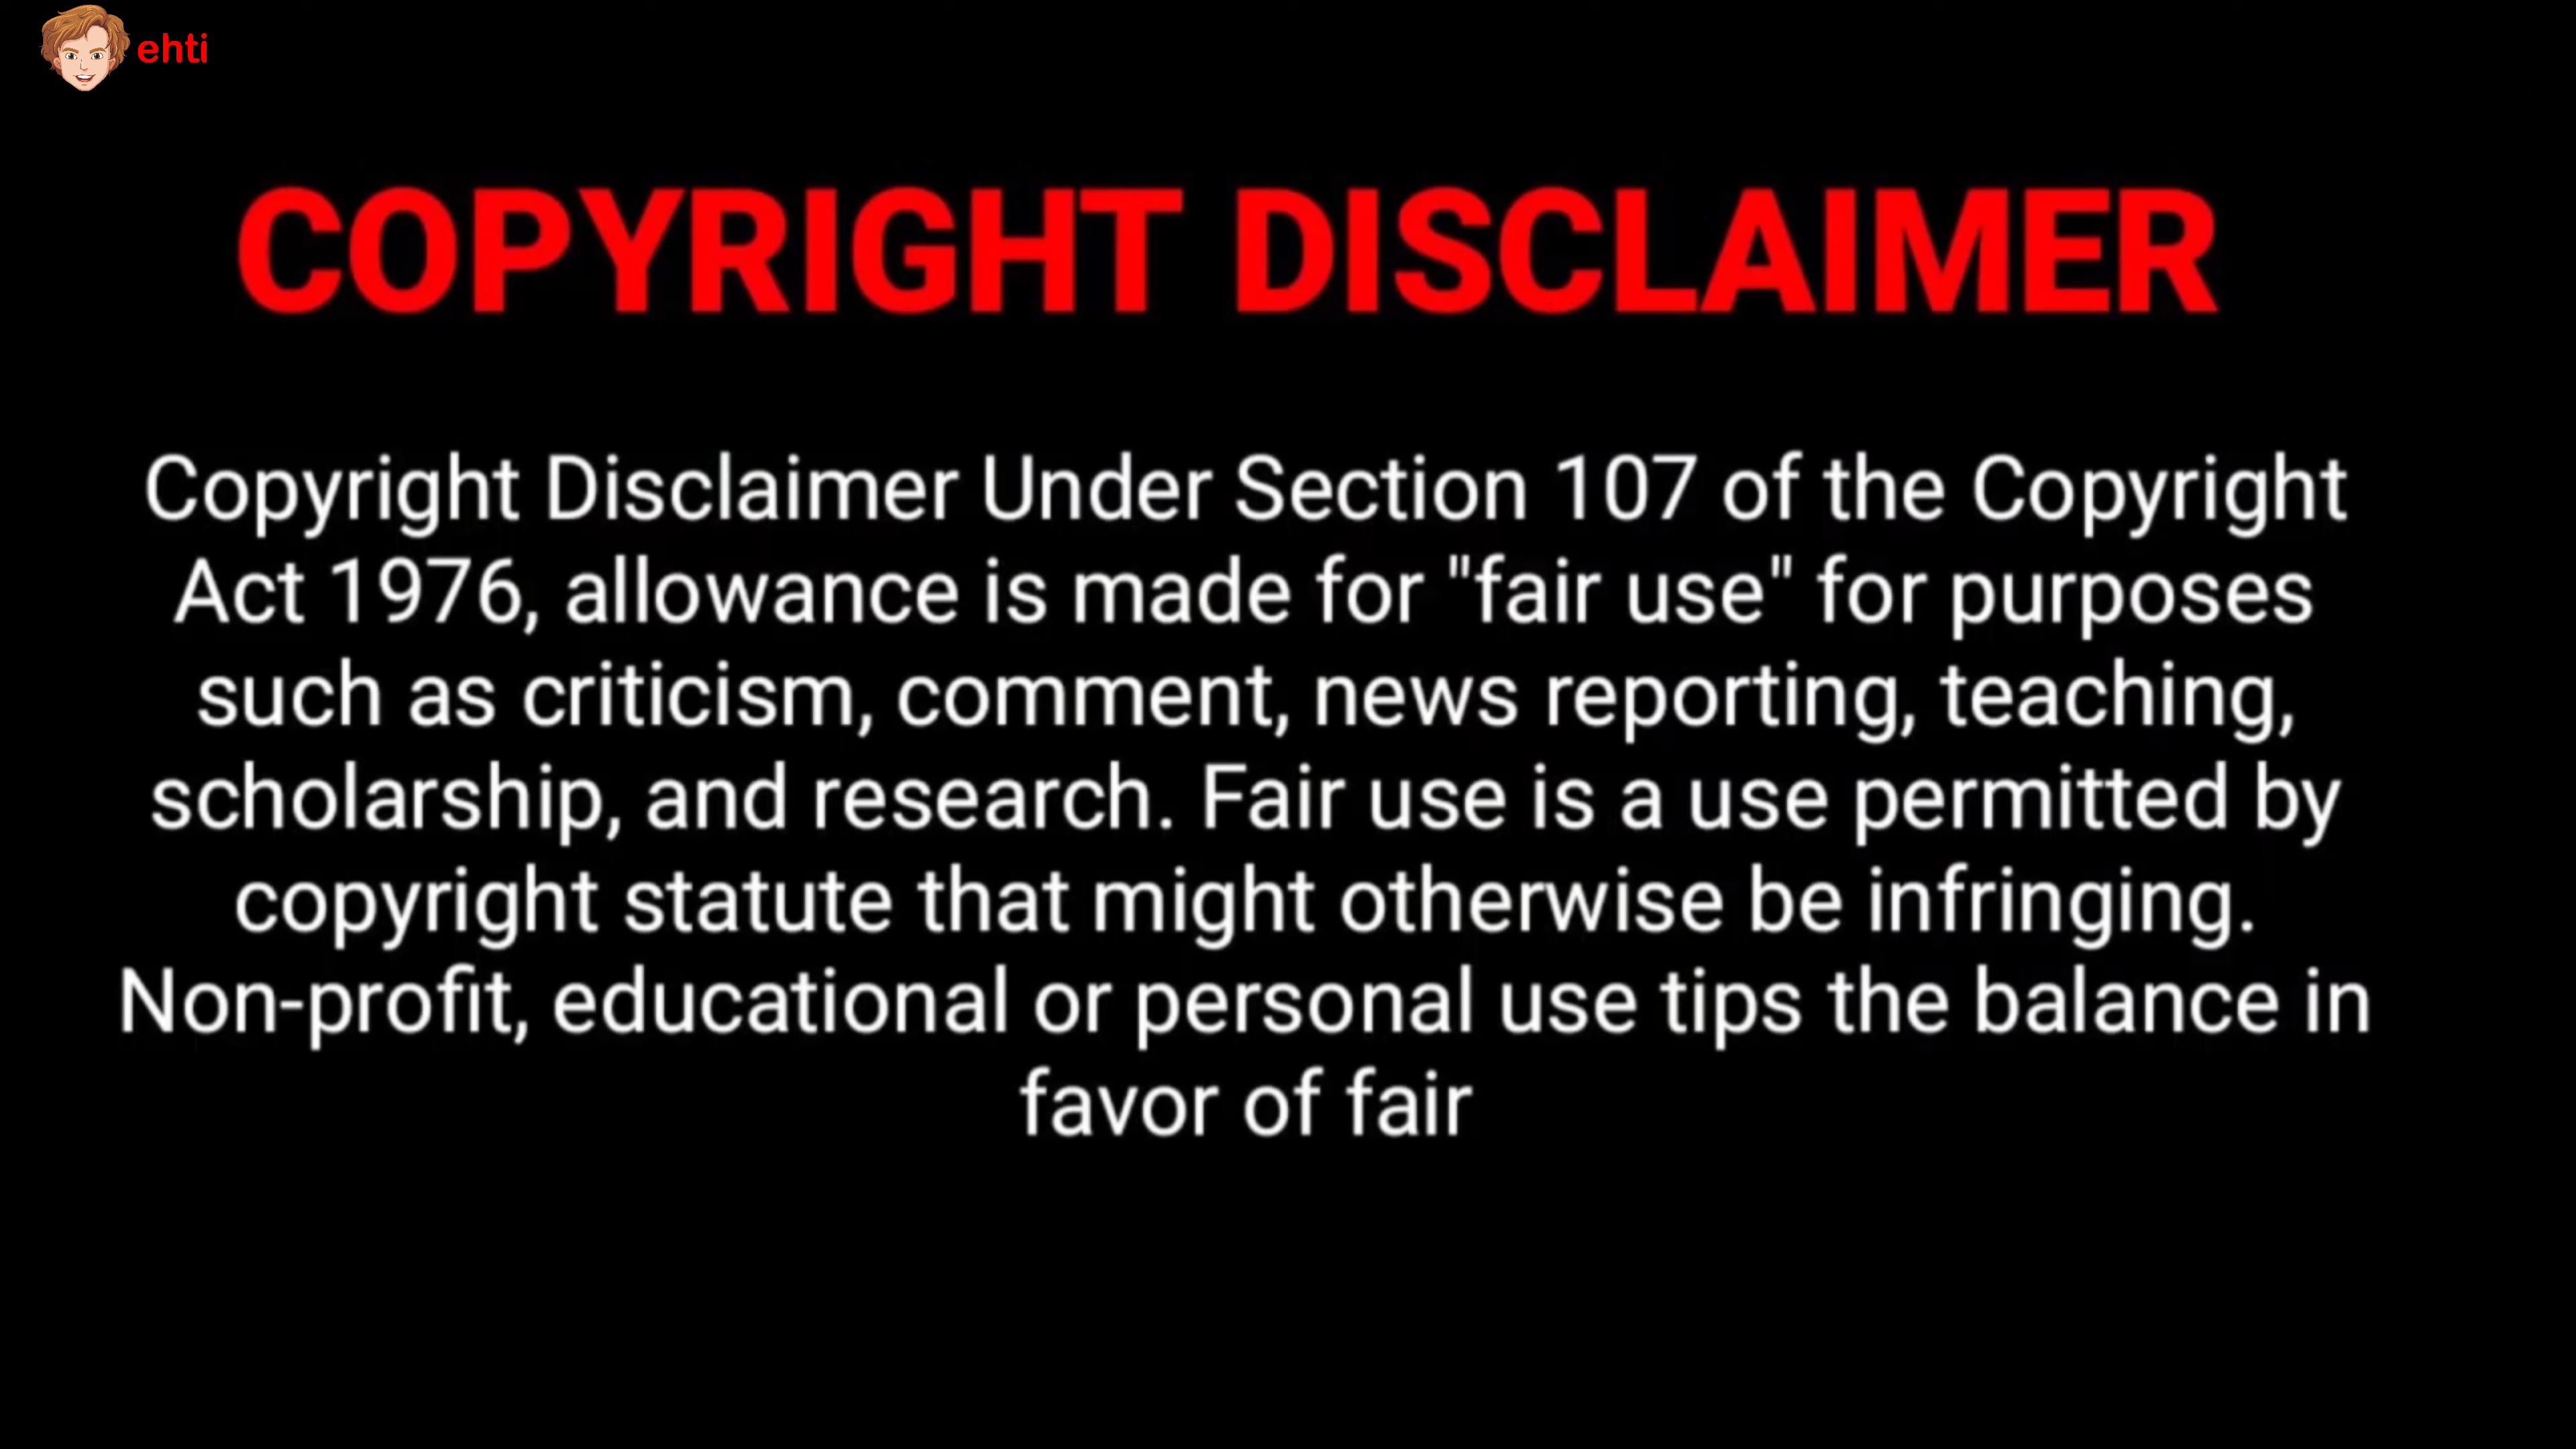 ehti
COPYRIGHT DISCLAIMER
Copyright Disclaimer Under Section 107 of the Copyright
Act 1976, allowance is made for "fair use" for purposes
such as criticism, comment, news reporting, teaching,
scholarship, and research. Fair use is a use permitted by
copyright statute that might otherwise be infringing.
Non-profit, educational or personal use tips the balance in
favor of fair